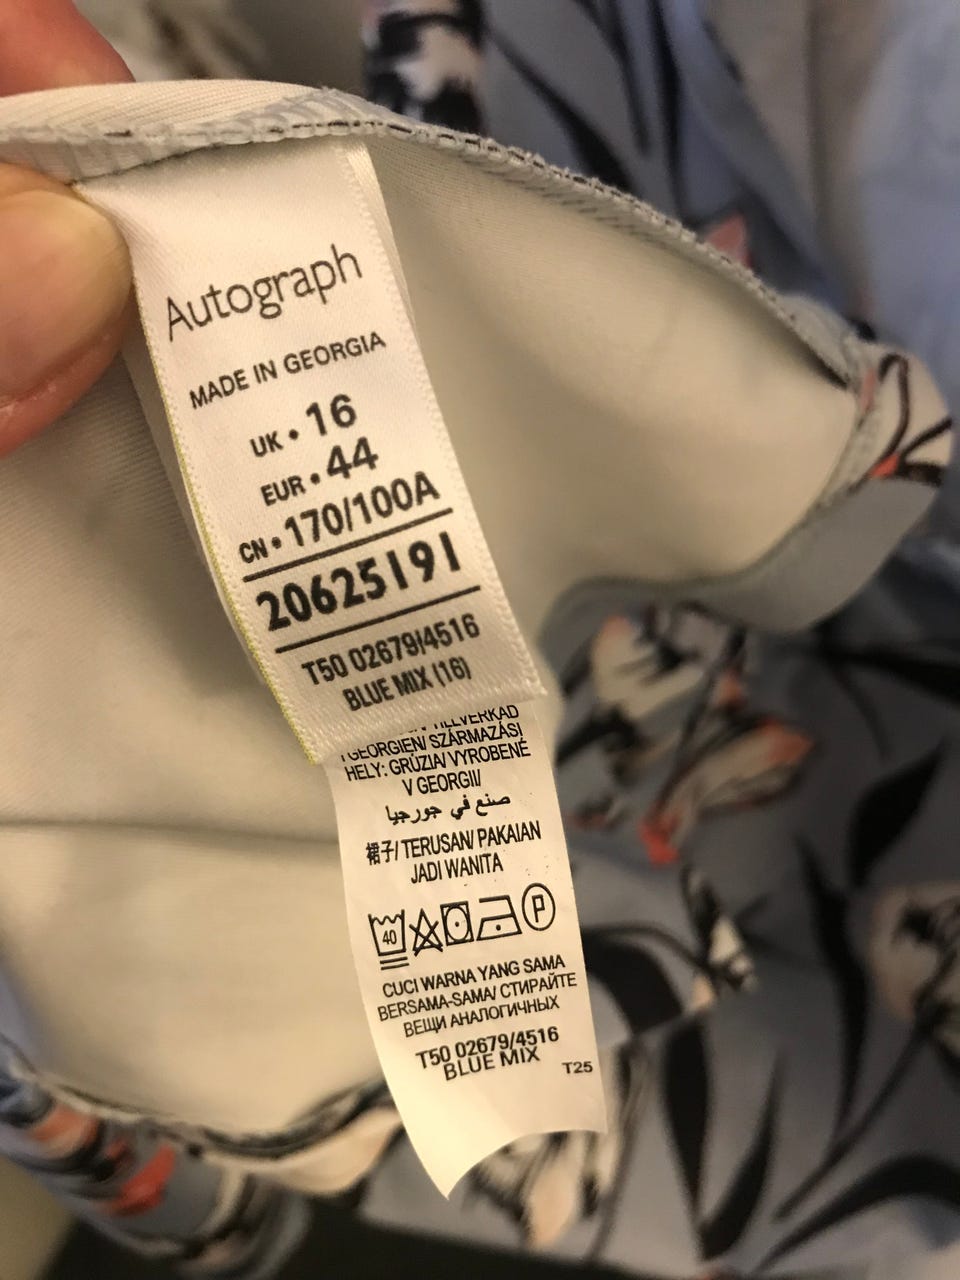 Autograph
MADE IN GEORGIA
UK • 16
EUR • 44
CN • 170/100A
20625191
T50 02679/4516
BLUE MIX (16)
TILLVERKAD
I GEORGIEN/ SZÁRMAZÁSI
HELY: GRÚZIA/ VYROBENÉ
V GEORGII/
صنع في جورجيا
裙子/ TERUSAN/ PAKAIAN
JADI WANITA
40
P
CUCI WARNA YANG SAMA
BERSAMA-SAMA/ СТИРАЙТЕ
ВЕЩИ АНАЛОГИЧНЫХ
T50 02679/4516
BLUE MIX
T25